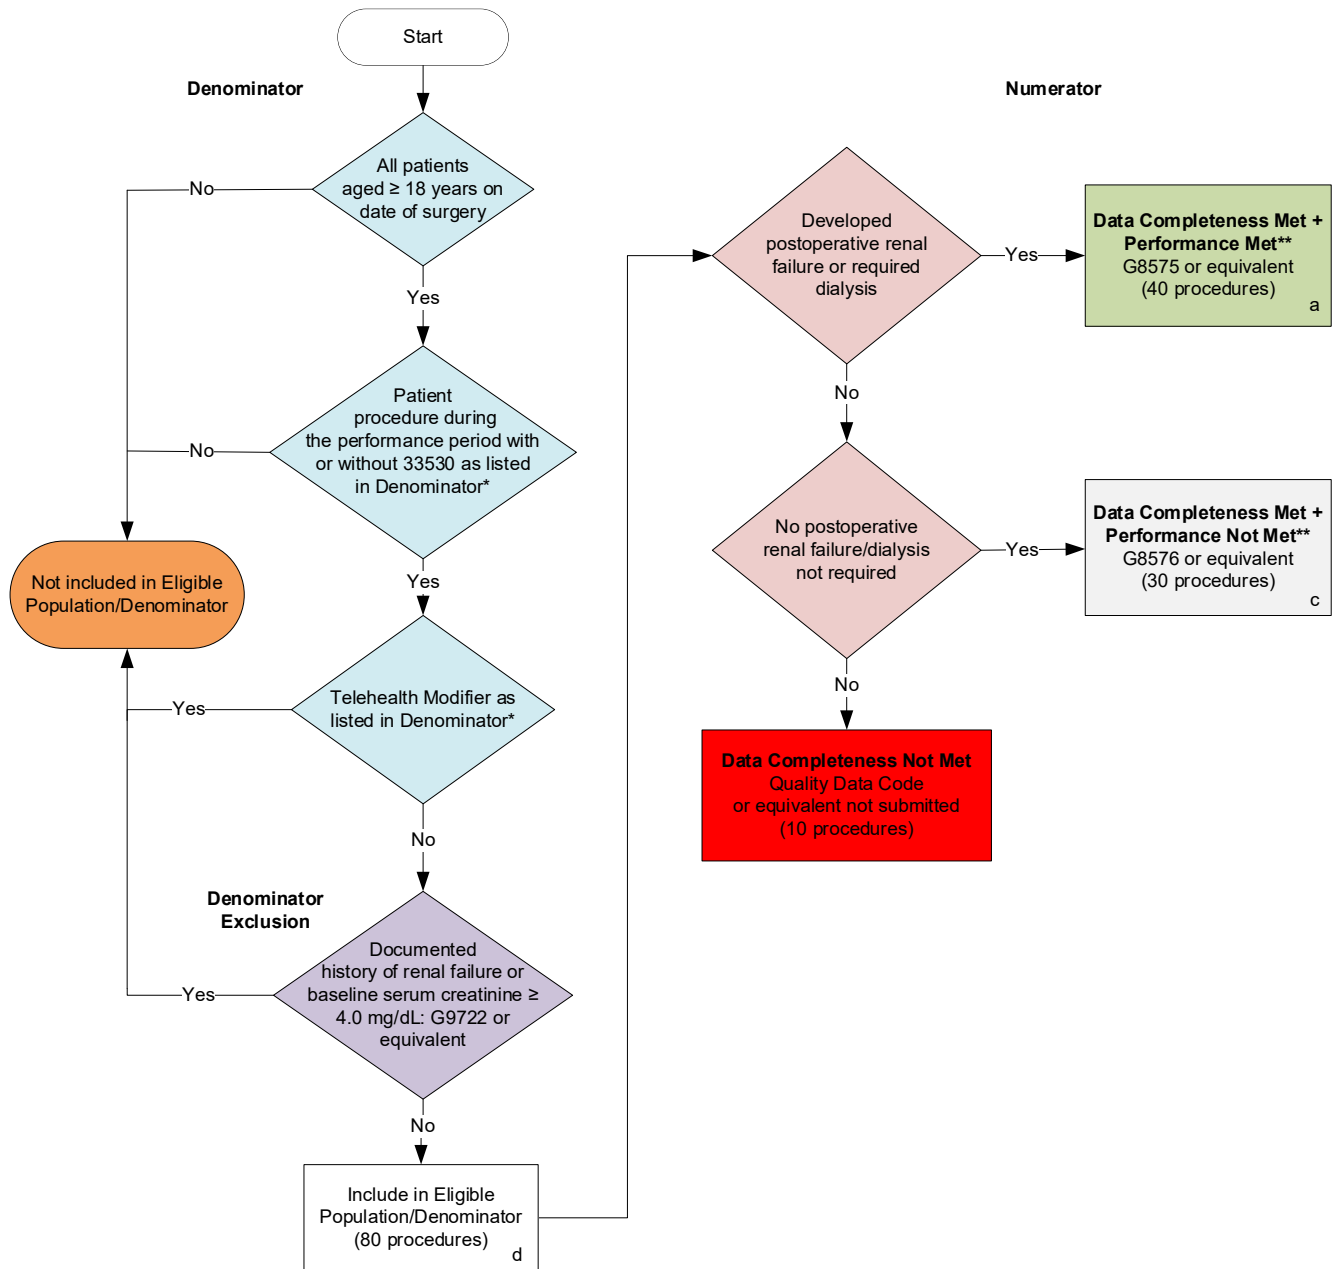 Start
Denominator
All patients
aged ≥ 18 years on
date of surgery
No
Yes
Patient
procedure during
the performance period with
or without 33530 as listed
in Denominator*
No
Yes
Not included in Eligible
Population/Denominator
Telehealth Modifier as
listed in Denominator*
Yes
No
Denominator
Exclusion
Documented
history of renal failure or
baseline serum creatinine ≥
4.0 mg/dL: G9722 or
equivalent
Yes
No
Include in Eligible
Population/Denominator
(80 procedures)
d
Numerator
Developed
postoperative renal
failure or required
dialysis
Yes
Data Completeness Met +
Performance Met**
G8575 or equivalent
(40 procedures)
a
No
No postoperative
renal failure/dialysis
not required
Yes
Data Completeness Met +
Performance Not Met**
G8576 or equivalent
(30 procedures)
c
No
Data Completeness Not Met
Quality Data Code
or equivalent not submitted
(10 procedures)